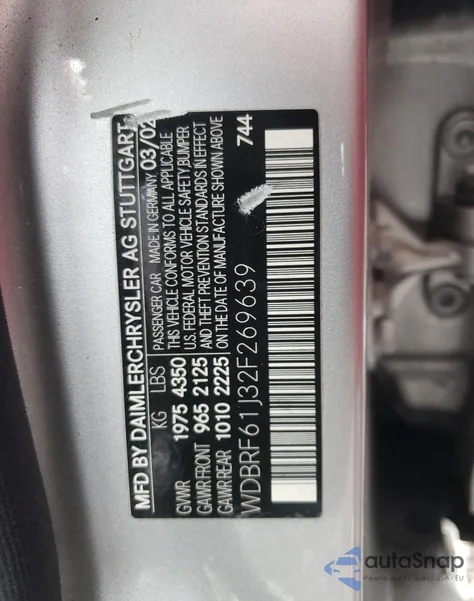 MFD BY DAIMLERCHRYSLER AG STUTTGART
KG LBS PASSENGER CAR MADE IN GERMANY 03/02
GVWR 1975 4350 THIS VEHICLE CONFORMS TO ALL APPLICABLE
U.S. FEDERAL MOTOR VEHICLE SAFETY BUMPER
GAWR FRONT 965 2125 AND THEFT PREVENTION STANDARDS IN EFFECT
GAWR REAR 1010 2225 ON THE DATE OF MANUFACTURE SHOWN ABOVE
WDBRF61J32F269639 744
autaSnap